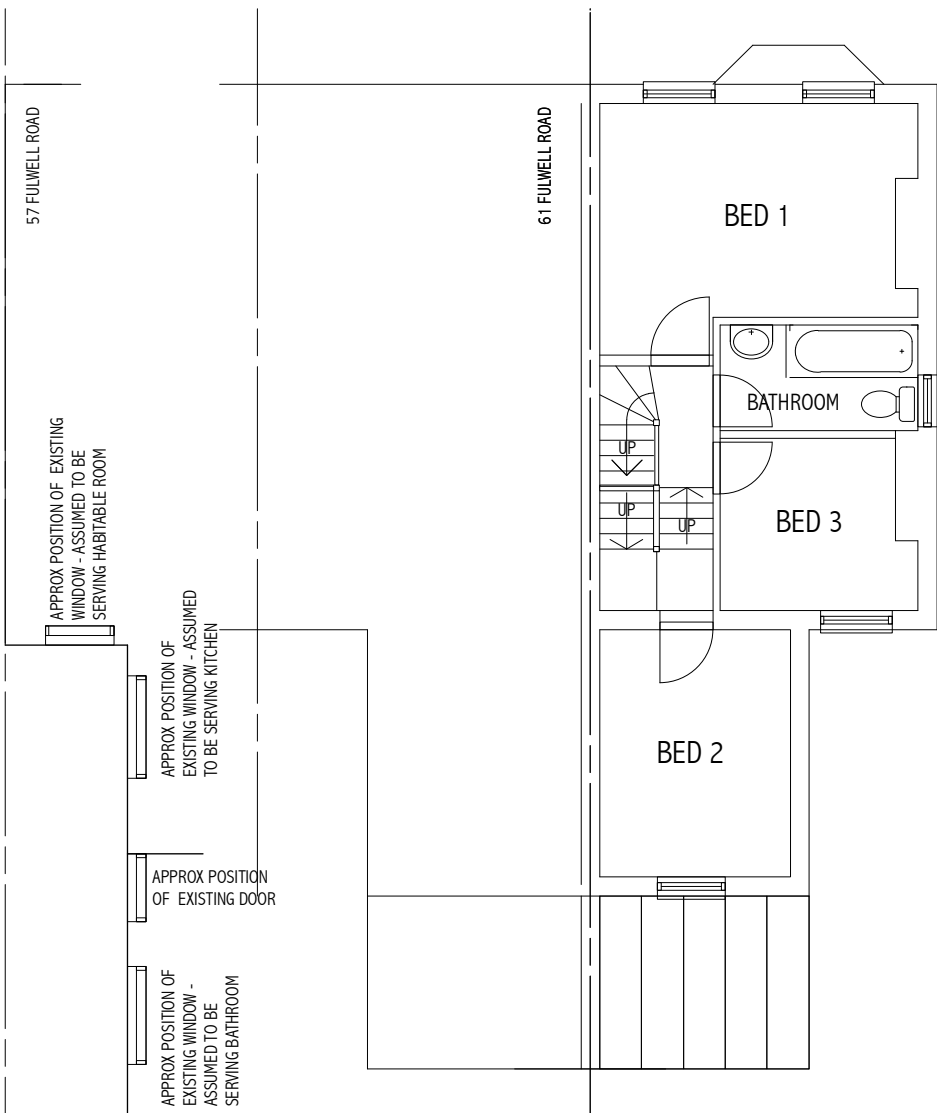 57 FULWELL ROAD
61 FULWELL ROAD
BED 1
BATHROOM
UP
UP
UP
BED 3
BED 2
APPROX POSITION OF EXISTING
WINDOW - ASSUMED TO BE
SERVING HABITABLE ROOM
APPROX POSITION OF
EXISTING WINDOW - ASSUMED
TO BE SERVING KITCHEN
APPROX POSITION
OF EXISTING DOOR
APPROX POSITION OF
EXISTING WINDOW -
ASSUMED TO BE
SERVING BATHROOM